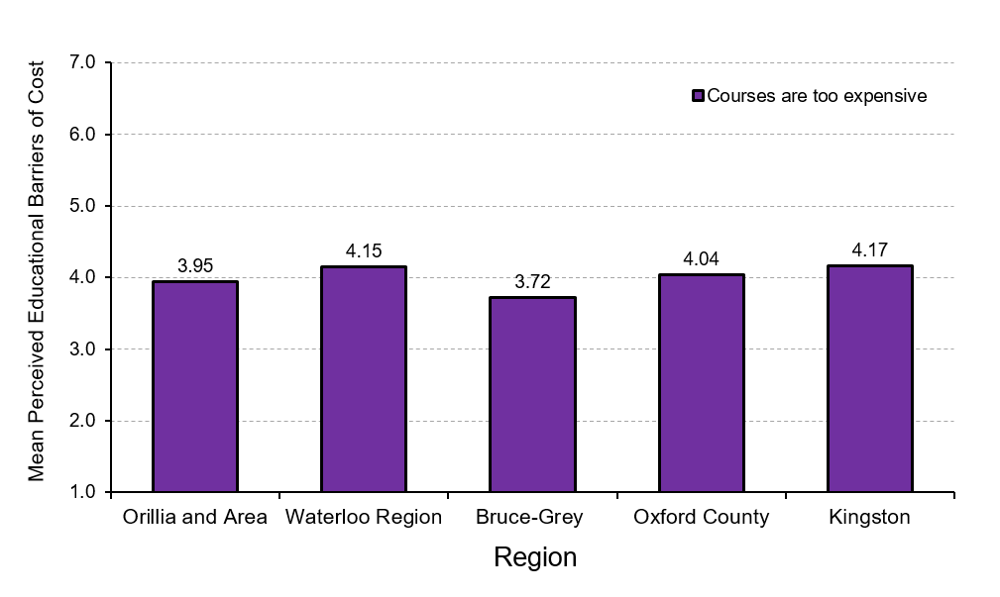 Mean Perceived Educational Barriers of Cost
7.0
6.0
5.0
4.0
3.0
2.0
1.0
Courses are too expensive
3.95
4.15
3.72
4.04
4.17
Orillia and Area
Waterloo Region
Bruce-Grey
Oxford County
Kingston
Region